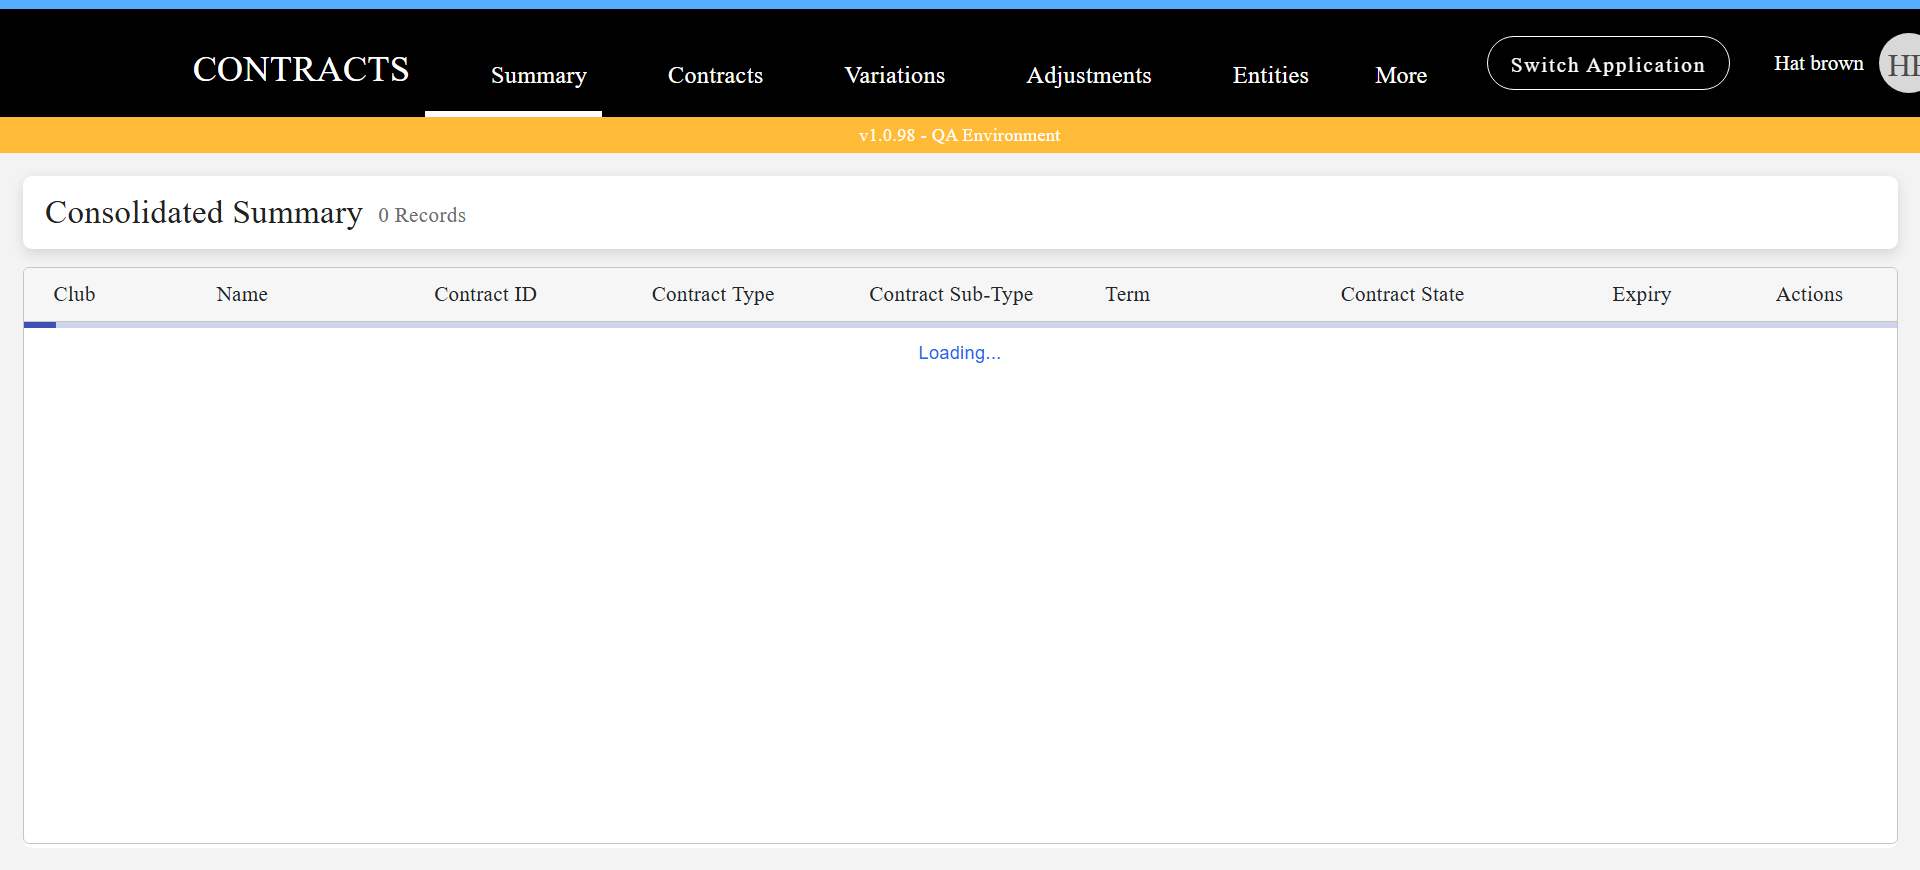 CONTRACTS
Summary
Contracts
Variations
Adjustments
Entities
More
Switch Application
Hat brown
v1.0.98 - QA Environment
Consolidated Summary 0 Records
Club Name Contract ID Contract Type Contract Sub-Type Term Contract State Expiry Actions
Loading...